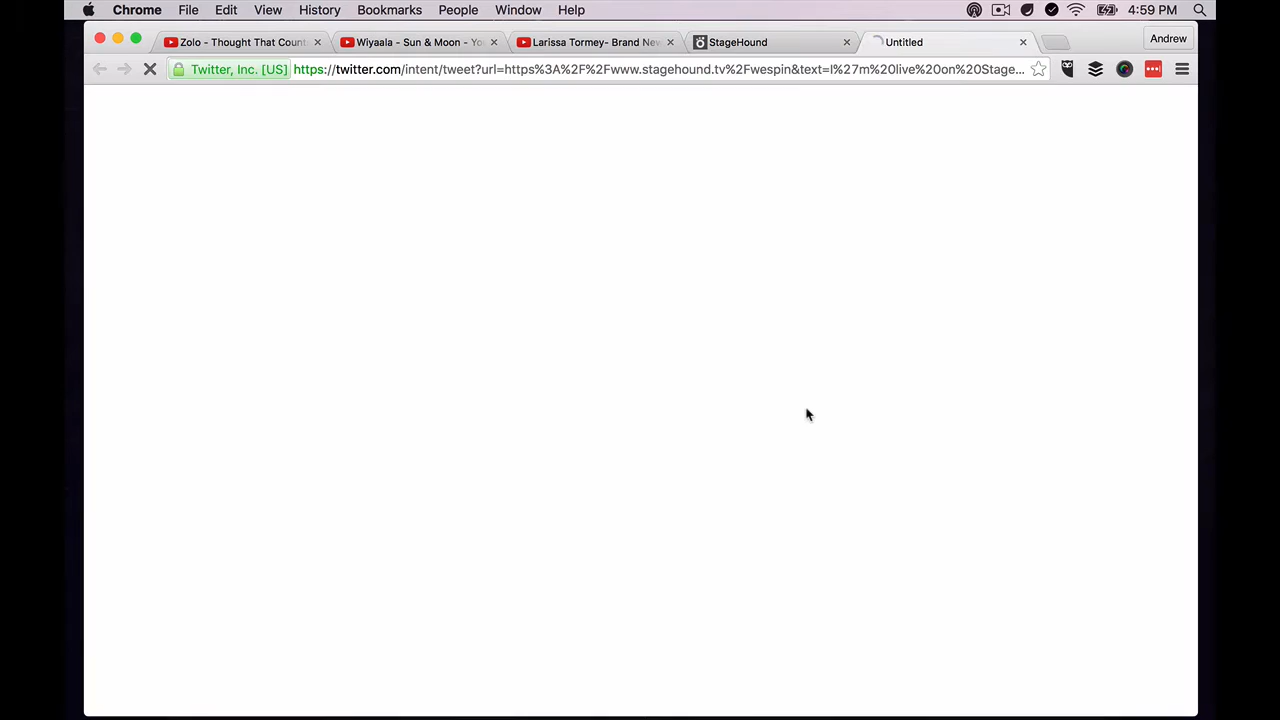 Chrome File Edit View History Bookmarks People Window Help 4:59 PM
Zolo - Thought That Count Wiyaala - Sun & Moon - Yo Larissa Tormey- Brand New StageHound Untitled Andrew
Twitter, Inc. [US] https://twitter.com/intent/tweet?url=https%3A%2F%2Fwww.stagehound.tv%2Fwespin&text=I%27m%20live%20on%20Stage...